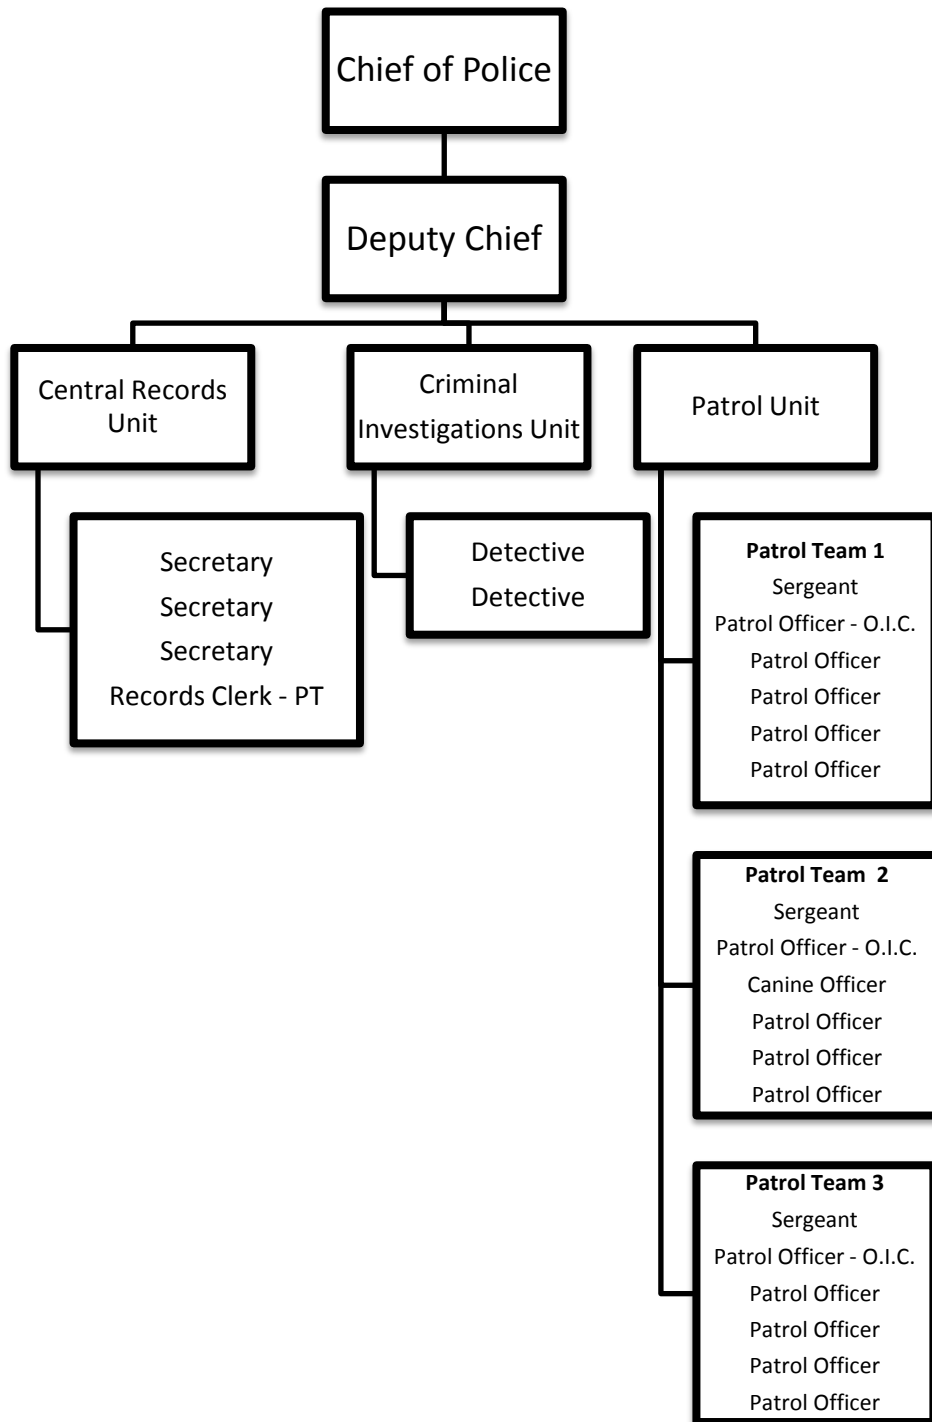 Chief of Police
Deputy Chief
Central Records
Unit
Criminal
Investigations Unit
Patrol Unit
Secretary
Secretary
Secretary
Records Clerk - PT
Detective
Detective
Patrol Team 1
Sergeant
Patrol Officer - O.I.C.
Patrol Officer
Patrol Officer
Patrol Officer
Patrol Officer
Patrol Team  2
Sergeant
Patrol Officer - O.I.C.
Canine Officer
Patrol Officer
Patrol Officer
Patrol Officer
Patrol Team 3
Sergeant
Patrol Officer - O.I.C.
Patrol Officer
Patrol Officer
Patrol Officer
Patrol Officer